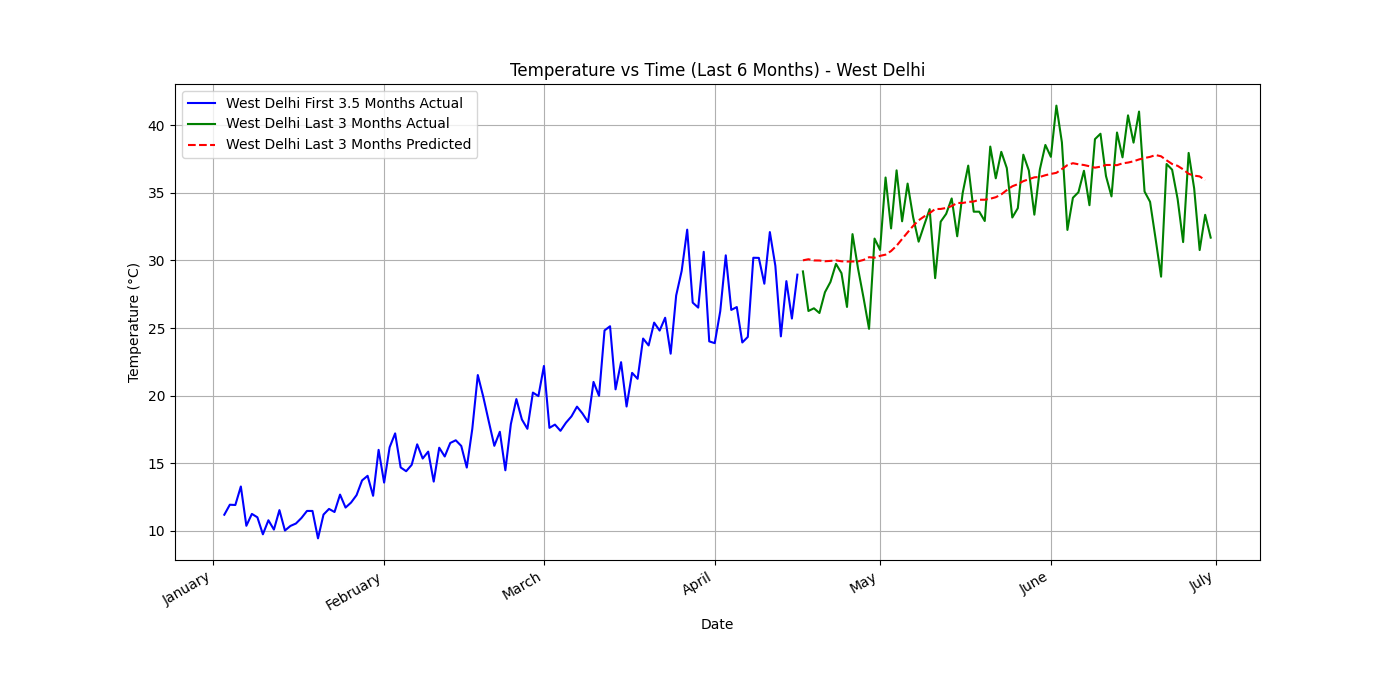 Temperature vs Time (Last 6 Months) - West Delhi
West Delhi First 3.5 Months Actual
West Delhi Last 3 Months Actual
West Delhi Last 3 Months Predicted
Temperature (°C)
40
35
30
25
20
15
10
January
February
March
April
May
June
July
Date